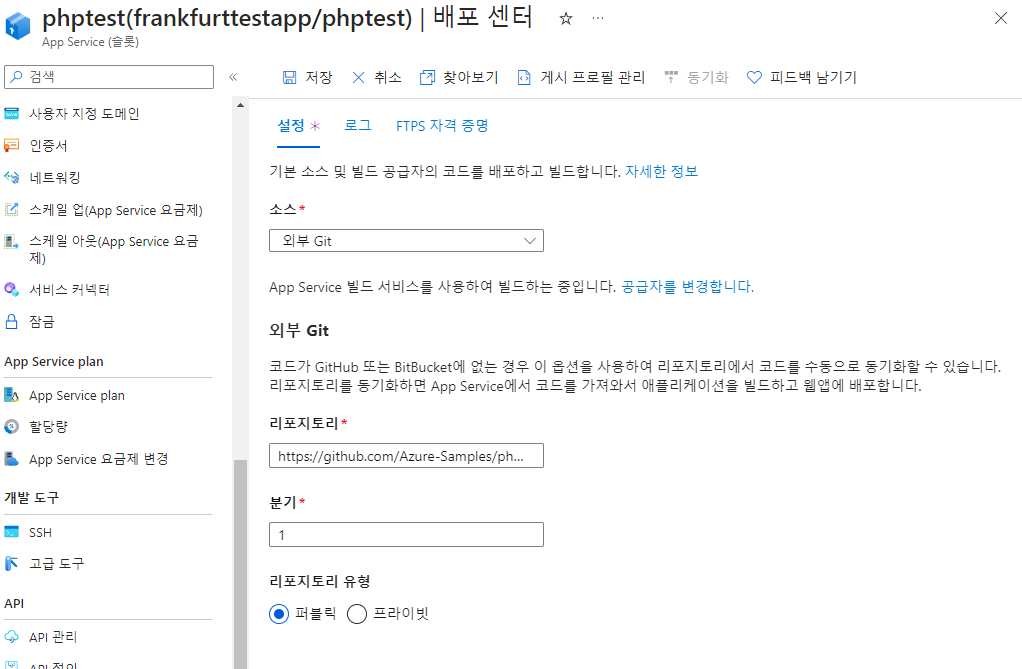 phptest(frankfurttestapp/phptest) | 배포 센터
App Service (슬롯)
검색
저장 취소 찾아보기 게시 프로필 관리 동기화 피드백 남기기
사용자 지정 도메인
인증서
네트워킹
스케일 업(App Service 요금제)
스케일 아웃(App Service 요금
제)
서비스 커넥터
잠금
App Service plan
App Service plan
할당량
App Service 요금제 변경
개발 도구
SSH
고급 도구
API
API 관리
API 정의
설정 로그 FTPS 자격 증명
기본 소스 및 빌드 공급자의 코드를 배포하고 빌드합니다. 자세한 정보
소스*
외부 Git
App Service 빌드 서비스를 사용하여 빌드하는 중입니다. 공급자를 변경합니다.
외부 Git
코드가 GitHub 또는 BitBucket에 없는 경우 이 옵션을 사용하여 리포지토리에서 코드를 수동으로 동기화할 수 있습니다.
리포지토리를 동기화하면 App Service에서 코드를 가져와서 애플리케이션을 빌드하고 웹앱에 배포합니다.
리포지토리*
https://github.com/Azure-Samples/ph...
분기*
1
리포지토리 유형
퍼블릭 프라이빗